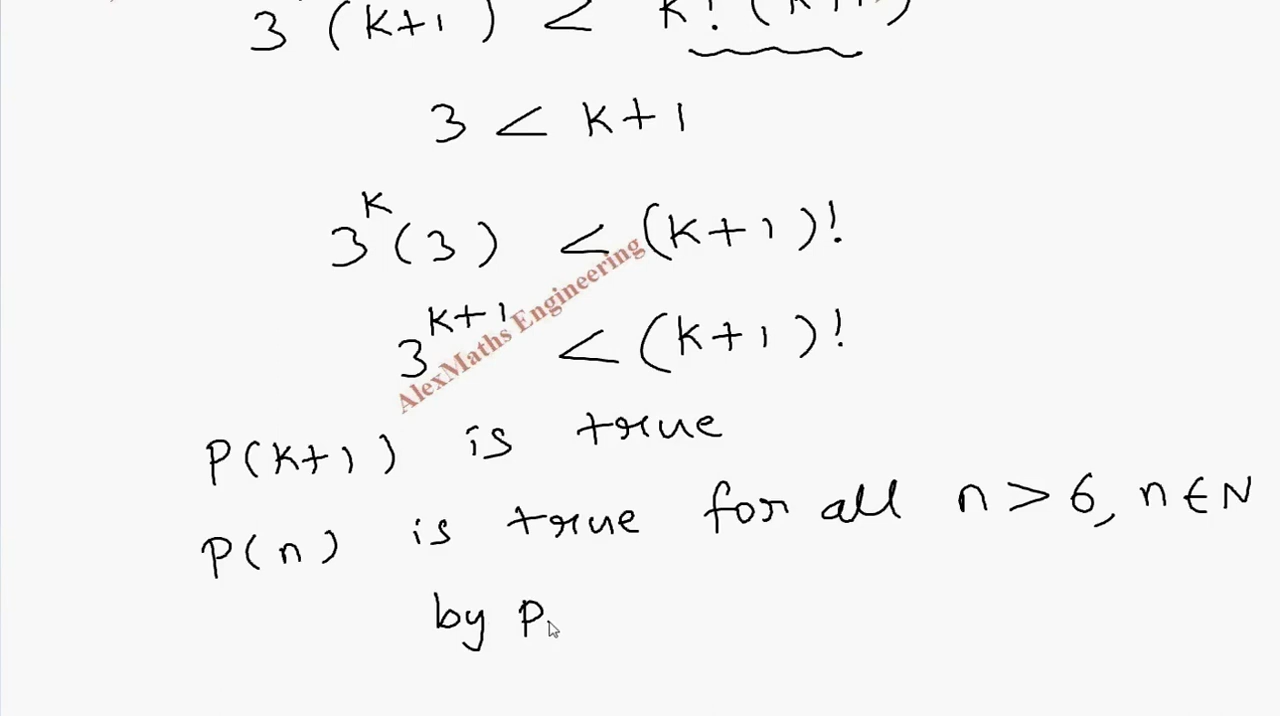 3 (k+1) < k! (k+1)
3 < k+1
3^k (3) < (k+1)!
3^(k+1) < (k+1)!
AlexMaths Engineering
P(k+1) is true
P(n) is true for all n > 6, n ∈ N
by P